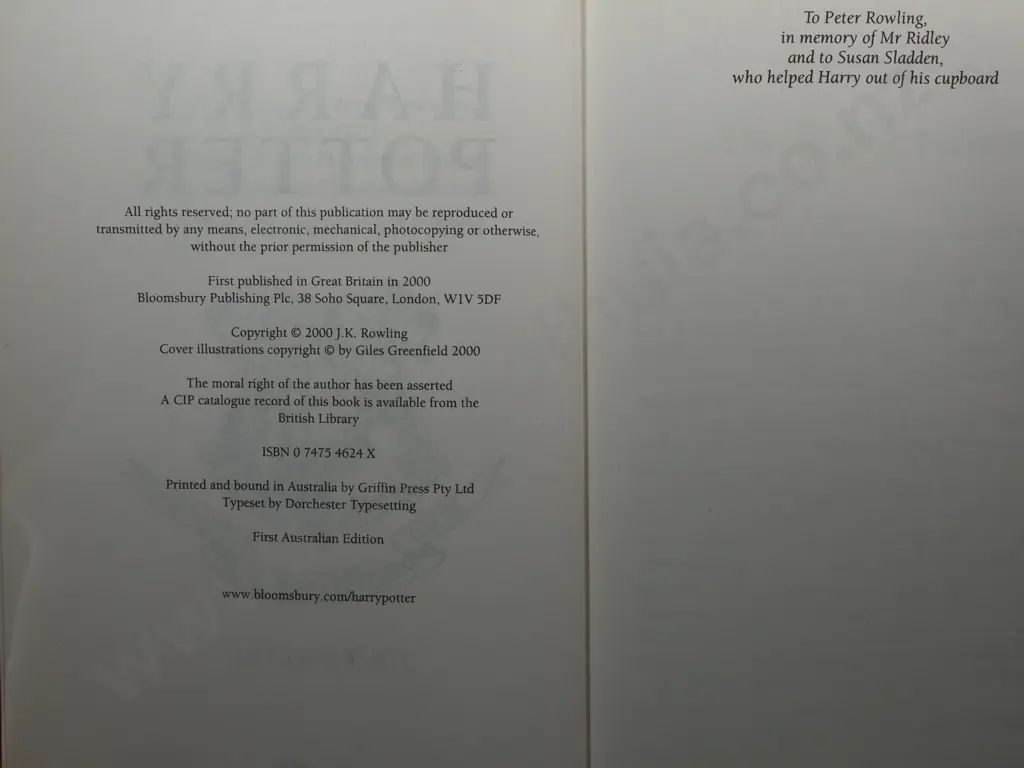 All rights reserved; no part of this publication may be reproduced or
transmitted by any means, electronic, mechanical, photocopying or otherwise,
without the prior permission of the publisher
First published in Great Britain in 2000
Bloomsbury Publishing Plc, 38 Soho Square, London, W1V 5DF
Copyright © 2000 J.K. Rowling
Cover illustrations copyright © by Giles Greenfield 2000
The moral right of the author has been asserted
A CIP catalogue record of this book is available from the
British Library
ISBN 0 7475 4624 X
Printed and bound in Australia by Griffin Press Pty Ltd
Typeset by Dorchester Typesetting
First Australian Edition
www.bloomsbury.com/harrypotter
To Peter Rowling,
in memory of Mr Ridley
and to Susan Sladden,
who helped Harry out of his cupboard
HARRY
POTTER